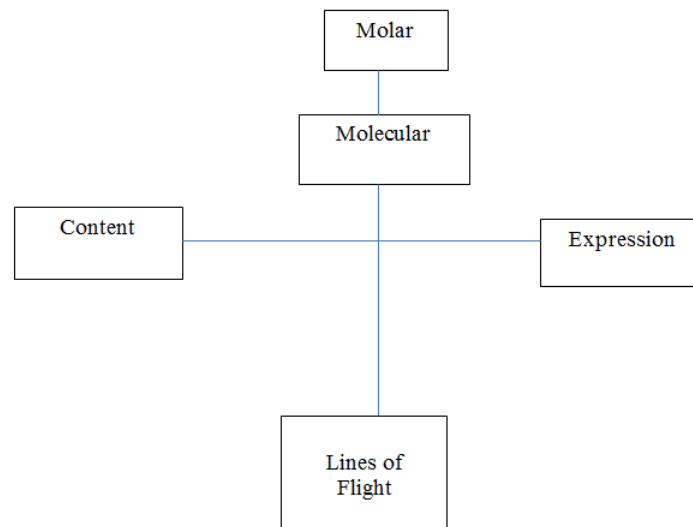 Molar
Molecular
Content
Expression
Lines of
Flight